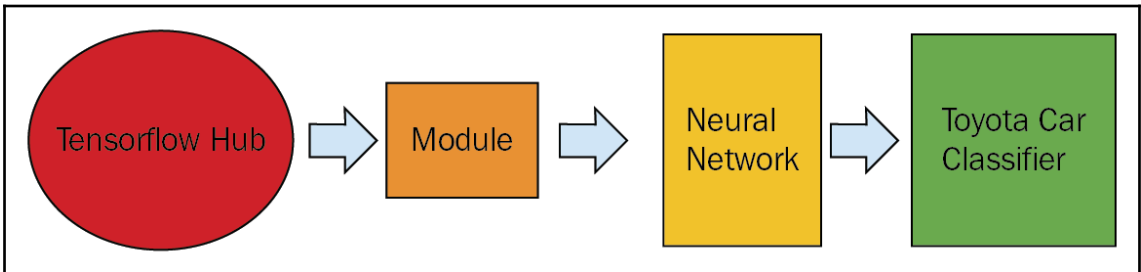 Tensorflow Hub
Module
Neural
Network
Toyota Car
Classifier